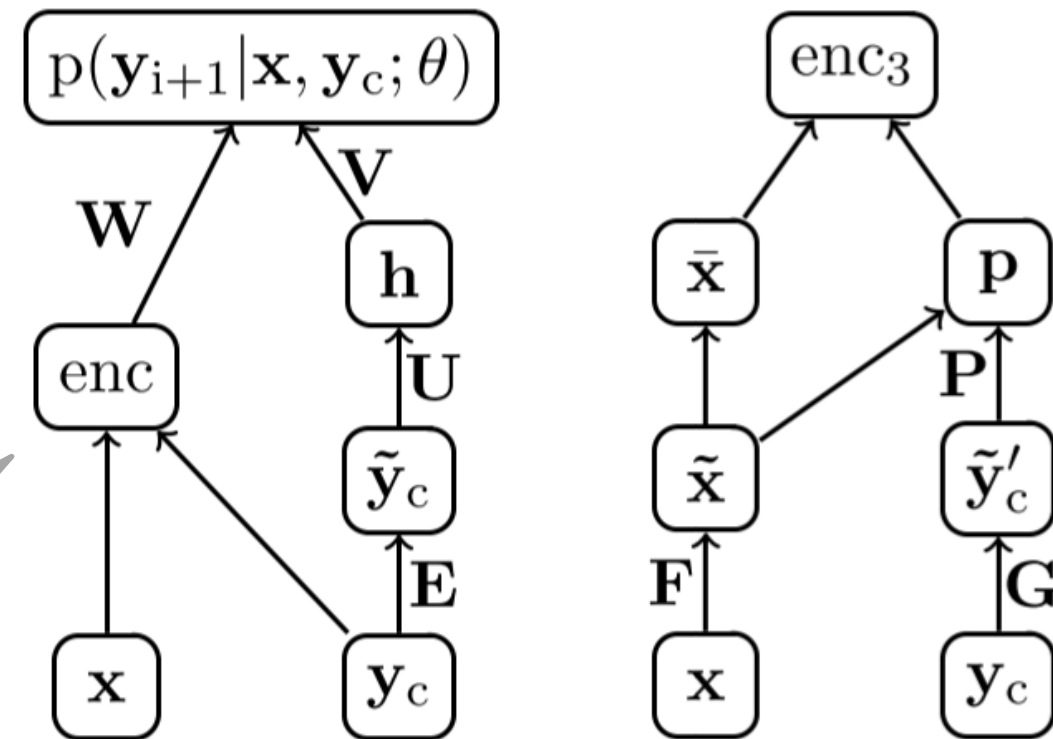 p(y_{i+1}|x, y_c; θ)
W
V
h
enc
U
ỹ_c
E
x
y_c
enc_3
x̄
p
P
x̃
ỹ′_c
F
G
x
y_c